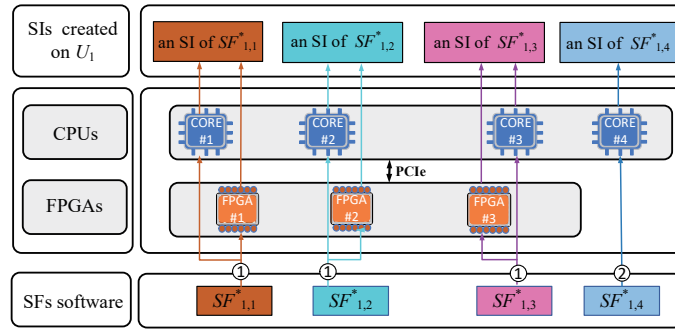 SIs created
on U1
an SI of SF*1,1
an SI of SF*1,2
an SI of SF*1,3
an SI of SF*1,4
CPUs
CORE
#1
CORE
#2
CORE
#3
CORE
#4
PCIe
FPGAs
FPGA
#1
FPGA
#2
FPGA
#3
1
1
1
2
SFs software
SF*1,1
SF*1,2
SF*1,3
SF*1,4